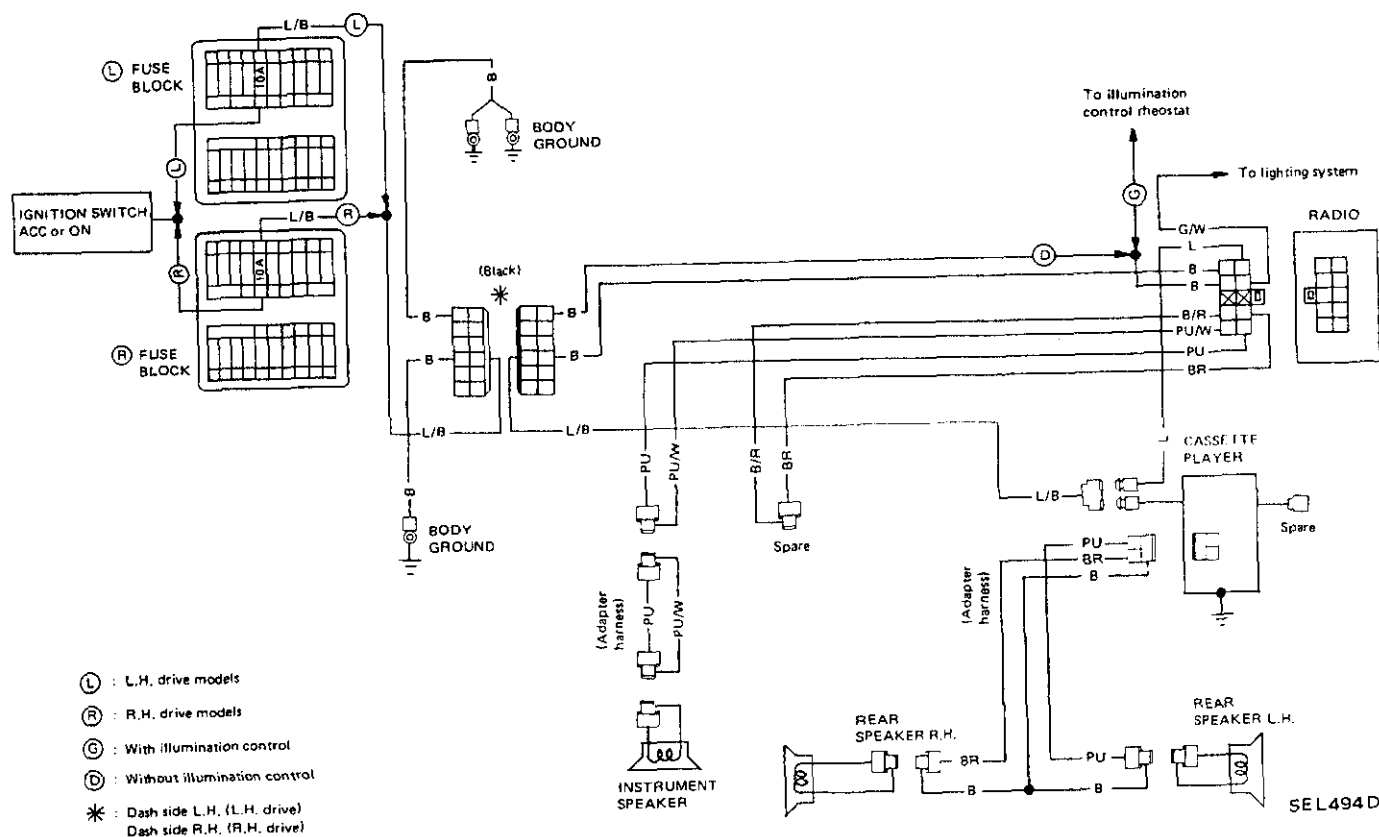 L/B
L
L
FUSE
BLOCK
10A
B
BODY
GROUND
To illumination
control rheostat
L
G
To lighting system
IGNITION SWITCH
ACC or ON
L/B
R
RADIO
G/W
L
R
10A
(Black)
D
B
B
B
B
B/R
PU/W
R
FUSE
BLOCK
B
B
PU
BR
L/B
L/B
PU
PU/W
B/R
BR
L
CASSETTE
PLAYER
L/B
B
BODY
GROUND
Spare
Spare
PU
BR
B
(Adapter
harness)
PU
PU/W
(Adapter
harness)
L : L.H. drive models
R : R.H. drive models
G : With illumination control
D : Without illumination control
* : Dash side L.H. (L.H. drive)
Dash side R.H. (R.H. drive)
INSTRUMENT
SPEAKER
REAR
SPEAKER R.H.
BR
B
PU
B
REAR
SPEAKER L.H.
SEL494D